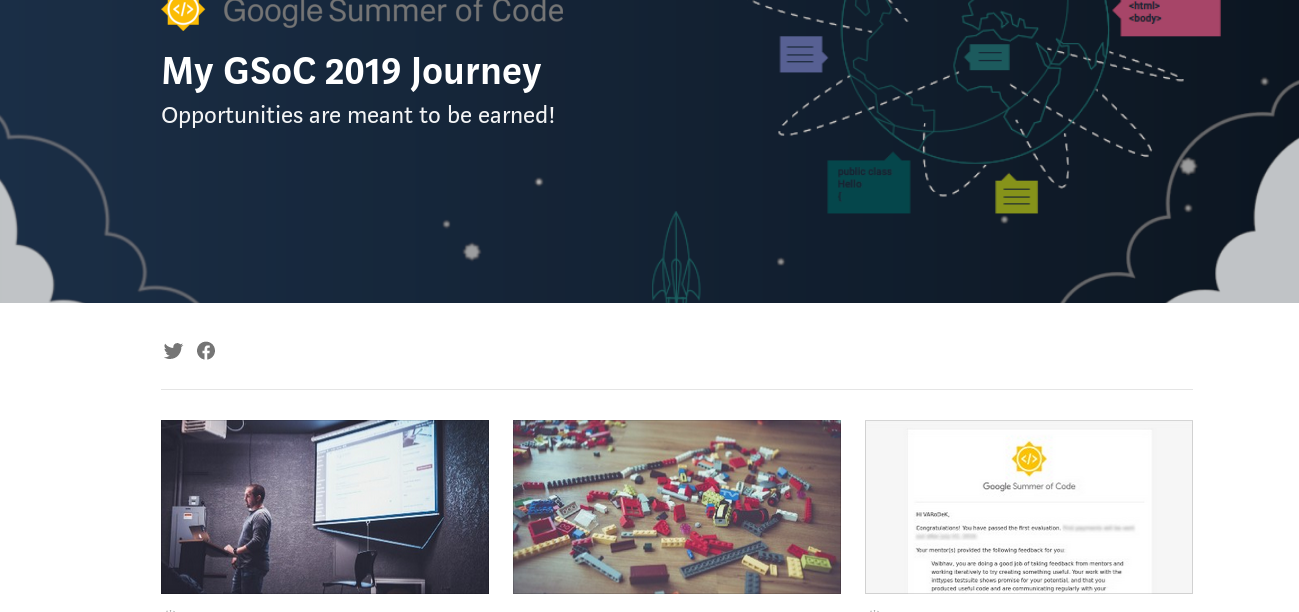 Google Summer of Code
<html>
<body>
My GSoC 2019 Journey
Opportunities are meant to be earned!
public class
Hello
{
Google Summer of Code
Hi VARoDeK,
Congratulations! You have passed the first evaluation.
Your mentor(s) provided the following feedback for you:
Vaibhav, you are doing a good job of taking feedback from mentors and
working iteratively to try creating something useful. Your work with the
inttypes testsuite shows promise for your potential, and that you
produced useful code and are communicating regularly with your